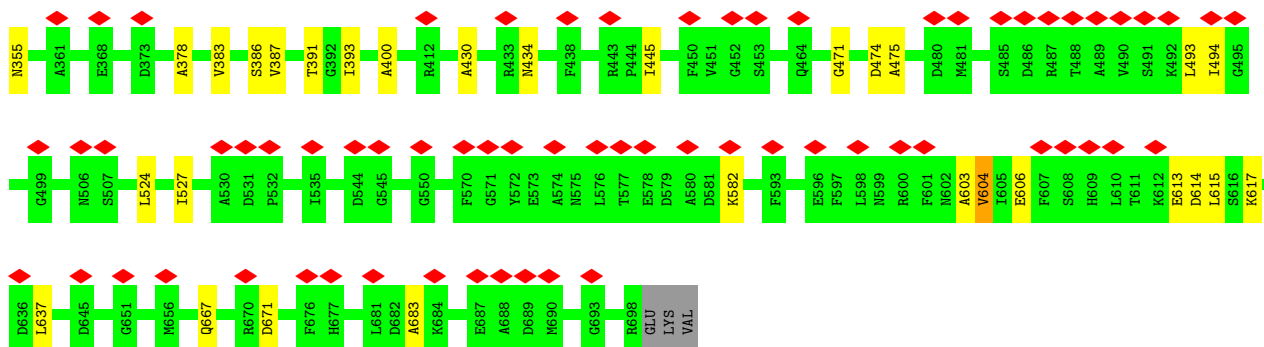 N355 A361 E368 D373 A378 V383 S386 V387 T391 G392 I393 A400 R412 A430 R433 N434 F438 R443 P444 I445 F450 V451 G452 S453 Q464 G471 D474 A475 D480 M481 S485 D486 R487 T488 A489 V490 S491 K492 L493 I494 G495
G499 N506 S507 L524 I527 A530 D531 P532 I535 D544 G545 G550 F570 G571 Y572 E573 A574 N575 L576 T577 E578 D579 A580 D581 K582 F593 E596 F597 L598 N599 R600 F601 N602 A603 V604 I605 E606 F607 S608 H609 L610 T611 K612 E613 D614 L615 S616 K617
D636 L637 D645 G651 M656 Q667 R670 D671 F676 H677 L681 D682 A683 K684 E687 A688 D689 M690 G693 R698 GLU LYS VAL